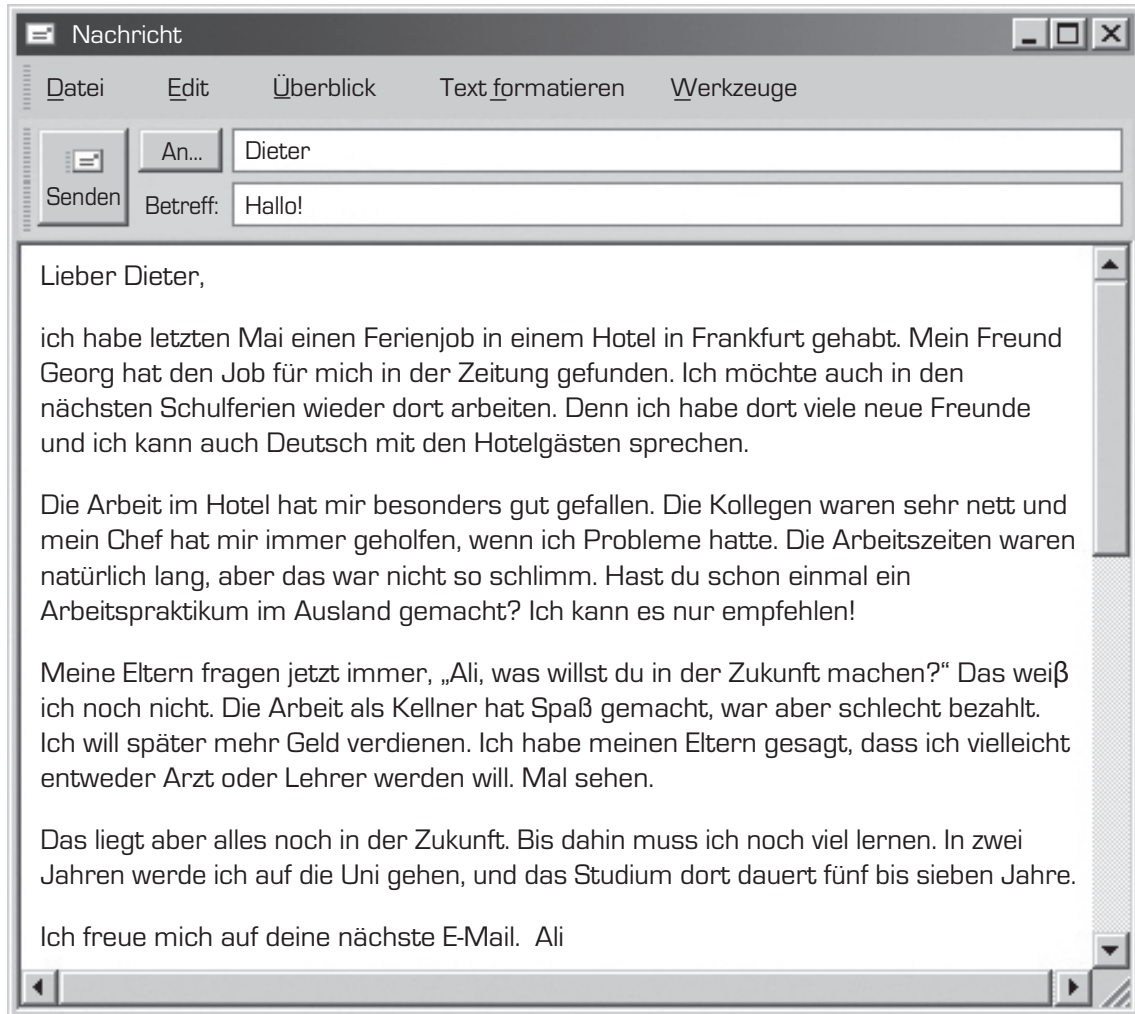 Nachricht
Datei Edit Überblick Text formatieren Werkzeuge
Senden
An... Dieter
Betreff: Hallo!
Lieber Dieter,
ich habe letzten Mai einen Ferienjob in einem Hotel in Frankfurt gehabt. Mein Freund
Georg hat den Job für mich in der Zeitung gefunden. Ich möchte auch in den
nächsten Schulferien wieder dort arbeiten. Denn ich habe dort viele neue Freunde
und ich kann auch Deutsch mit den Hotelgästen sprechen.
Die Arbeit im Hotel hat mir besonders gut gefallen. Die Kollegen waren sehr nett und
mein Chef hat mir immer geholfen, wenn ich Probleme hatte. Die Arbeitszeiten waren
natürlich lang, aber das war nicht so schlimm. Hast du schon einmal ein
Arbeitspraktikum im Ausland gemacht? Ich kann es nur empfehlen!
Meine Eltern fragen jetzt immer, „Ali, was willst du in der Zukunft machen?“ Das weiβ
ich noch nicht. Die Arbeit als Kellner hat Spaß gemacht, war aber schlecht bezahlt.
Ich will später mehr Geld verdienen. Ich habe meinen Eltern gesagt, dass ich vielleicht
entweder Arzt oder Lehrer werden will. Mal sehen.
Das liegt aber alles noch in der Zukunft. Bis dahin muss ich noch viel lernen. In zwei
Jahren werde ich auf die Uni gehen, und das Studium dort dauert fünf bis sieben Jahre.
Ich freue mich auf deine nächste E-Mail. Ali